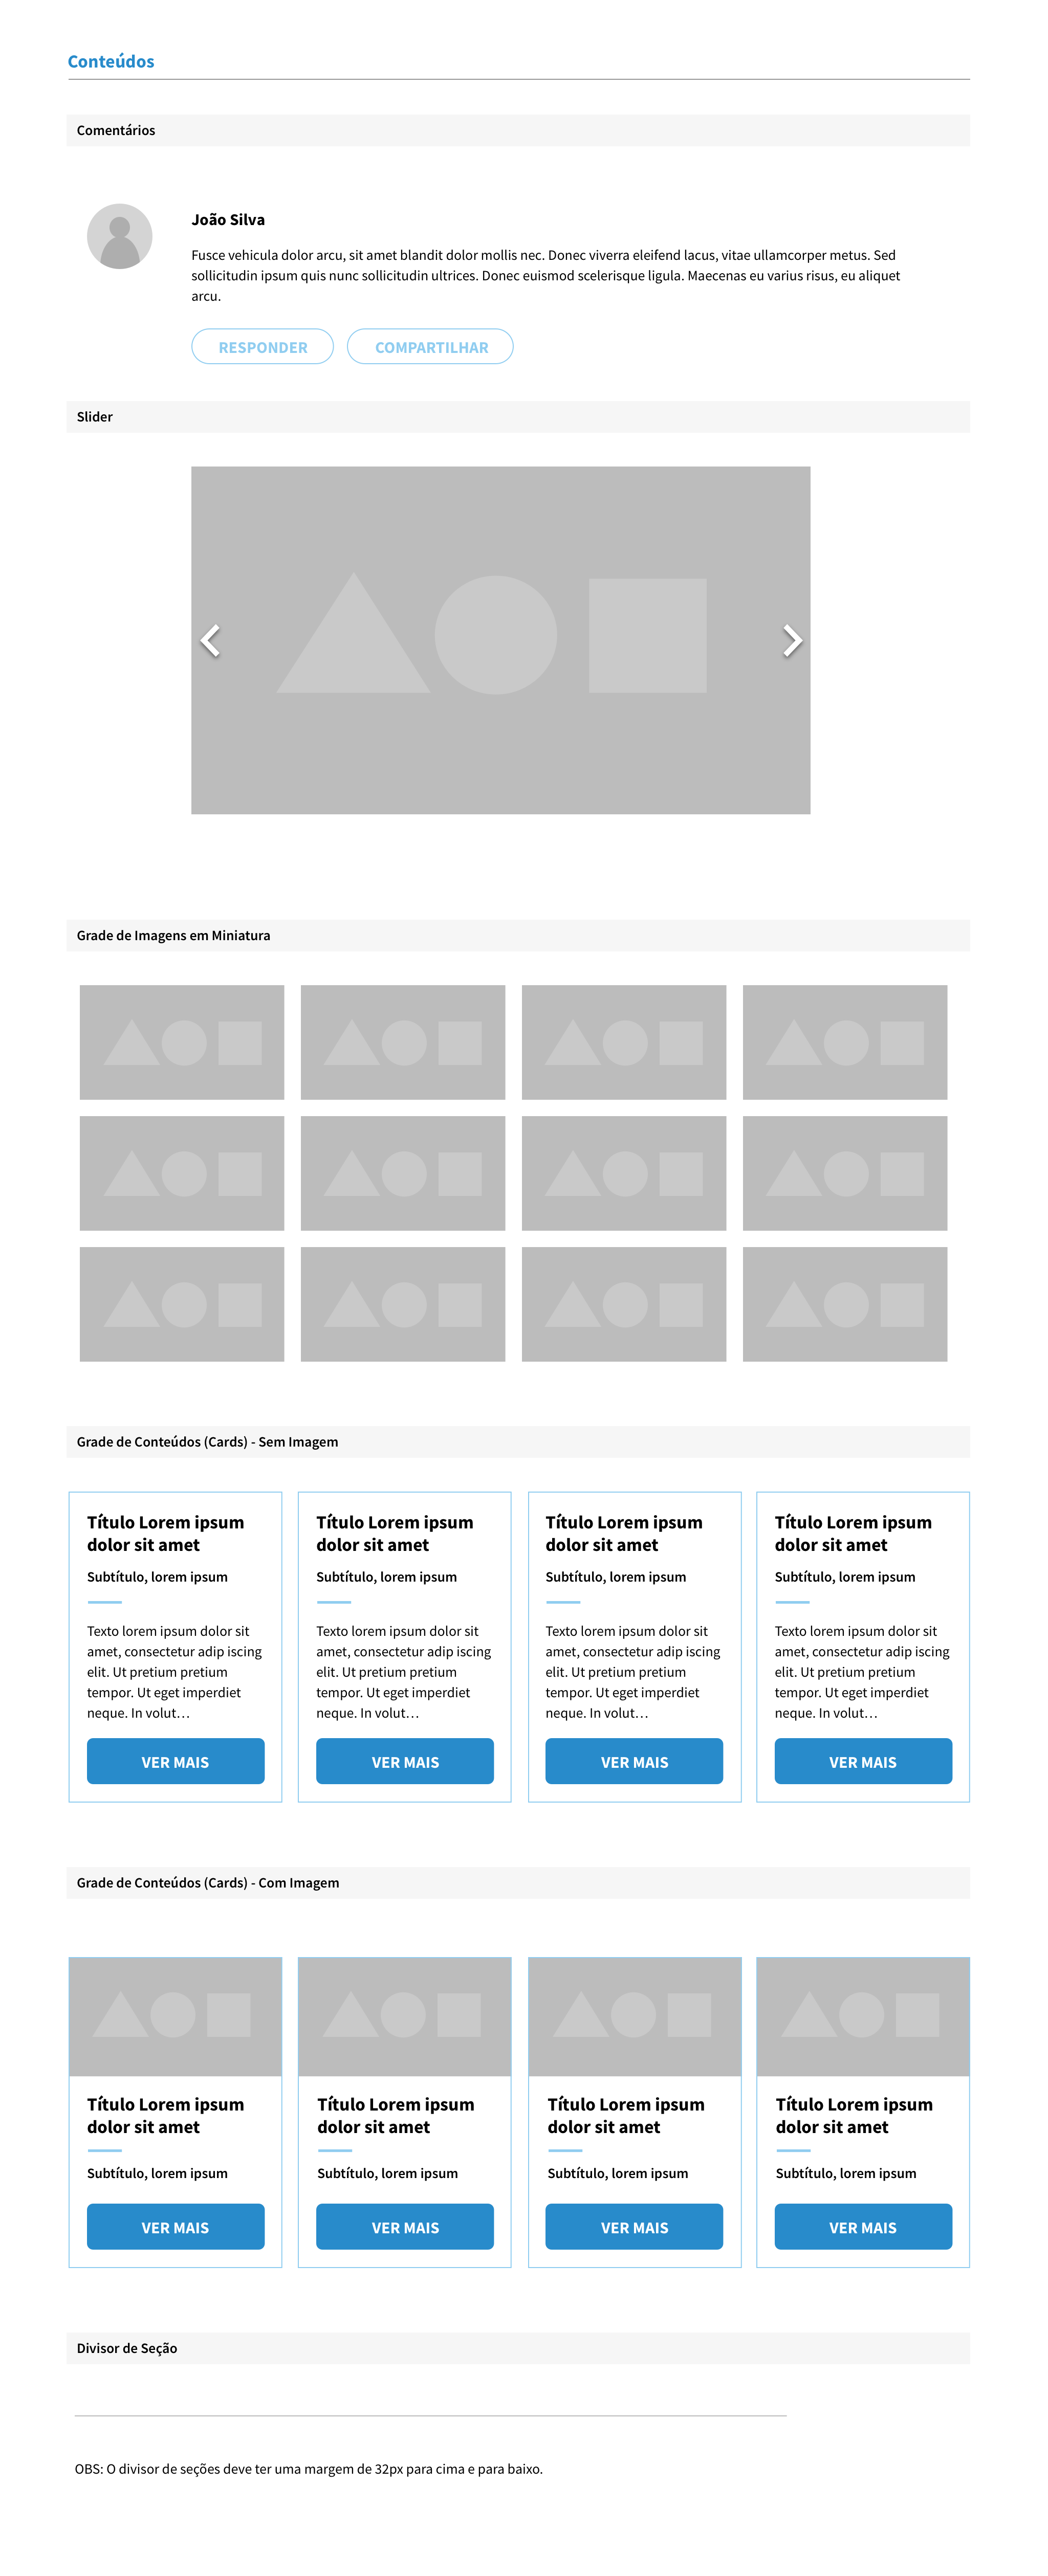 Conteúdos
Comentários
João Silva
Fusce vehicula dolor arcu, sit amet blandit dolor mollis nec. Donec viverra eleifend lacus, vitae ullamcorper metus. Sed
sollicitudin ipsum quis nunc sollicitudin ultrices. Donec euismod scelerisque ligula. Maecenas eu varius risus, eu aliquet
arcu.
RESPONDER
COMPARTILHAR
Slider
Grade de Imagens em Miniatura
Grade de Conteúdos (Cards) - Sem Imagem
Título Lorem ipsum
dolor sit amet
Subtítulo, lorem ipsum
Texto lorem ipsum dolor sit
amet, consectetur adip iscing
elit. Ut pretium pretium
tempor. Ut eget imperdiet
neque. In volut…
VER MAIS
Título Lorem ipsum
dolor sit amet
Subtítulo, lorem ipsum
Texto lorem ipsum dolor sit
amet, consectetur adip iscing
elit. Ut pretium pretium
tempor. Ut eget imperdiet
neque. In volut…
VER MAIS
Título Lorem ipsum
dolor sit amet
Subtítulo, lorem ipsum
Texto lorem ipsum dolor sit
amet, consectetur adip iscing
elit. Ut pretium pretium
tempor. Ut eget imperdiet
neque. In volut…
VER MAIS
Título Lorem ipsum
dolor sit amet
Subtítulo, lorem ipsum
Texto lorem ipsum dolor sit
amet, consectetur adip iscing
elit. Ut pretium pretium
tempor. Ut eget imperdiet
neque. In volut…
VER MAIS
Grade de Conteúdos (Cards) - Com Imagem
Título Lorem ipsum
dolor sit amet
Subtítulo, lorem ipsum
VER MAIS
Título Lorem ipsum
dolor sit amet
Subtítulo, lorem ipsum
VER MAIS
Título Lorem ipsum
dolor sit amet
Subtítulo, lorem ipsum
VER MAIS
Título Lorem ipsum
dolor sit amet
Subtítulo, lorem ipsum
VER MAIS
Divisor de Seção
OBS: O divisor de seções deve ter uma margem de 32px para cima e para baixo.